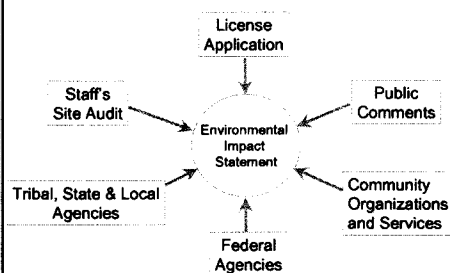 License
Application
Staff's
Site Audit
Public
Comments
Environmental
Impact
Statement
Tribal, State & Local
Agencies
Community
Organizations
and Services
Federal
Agencies